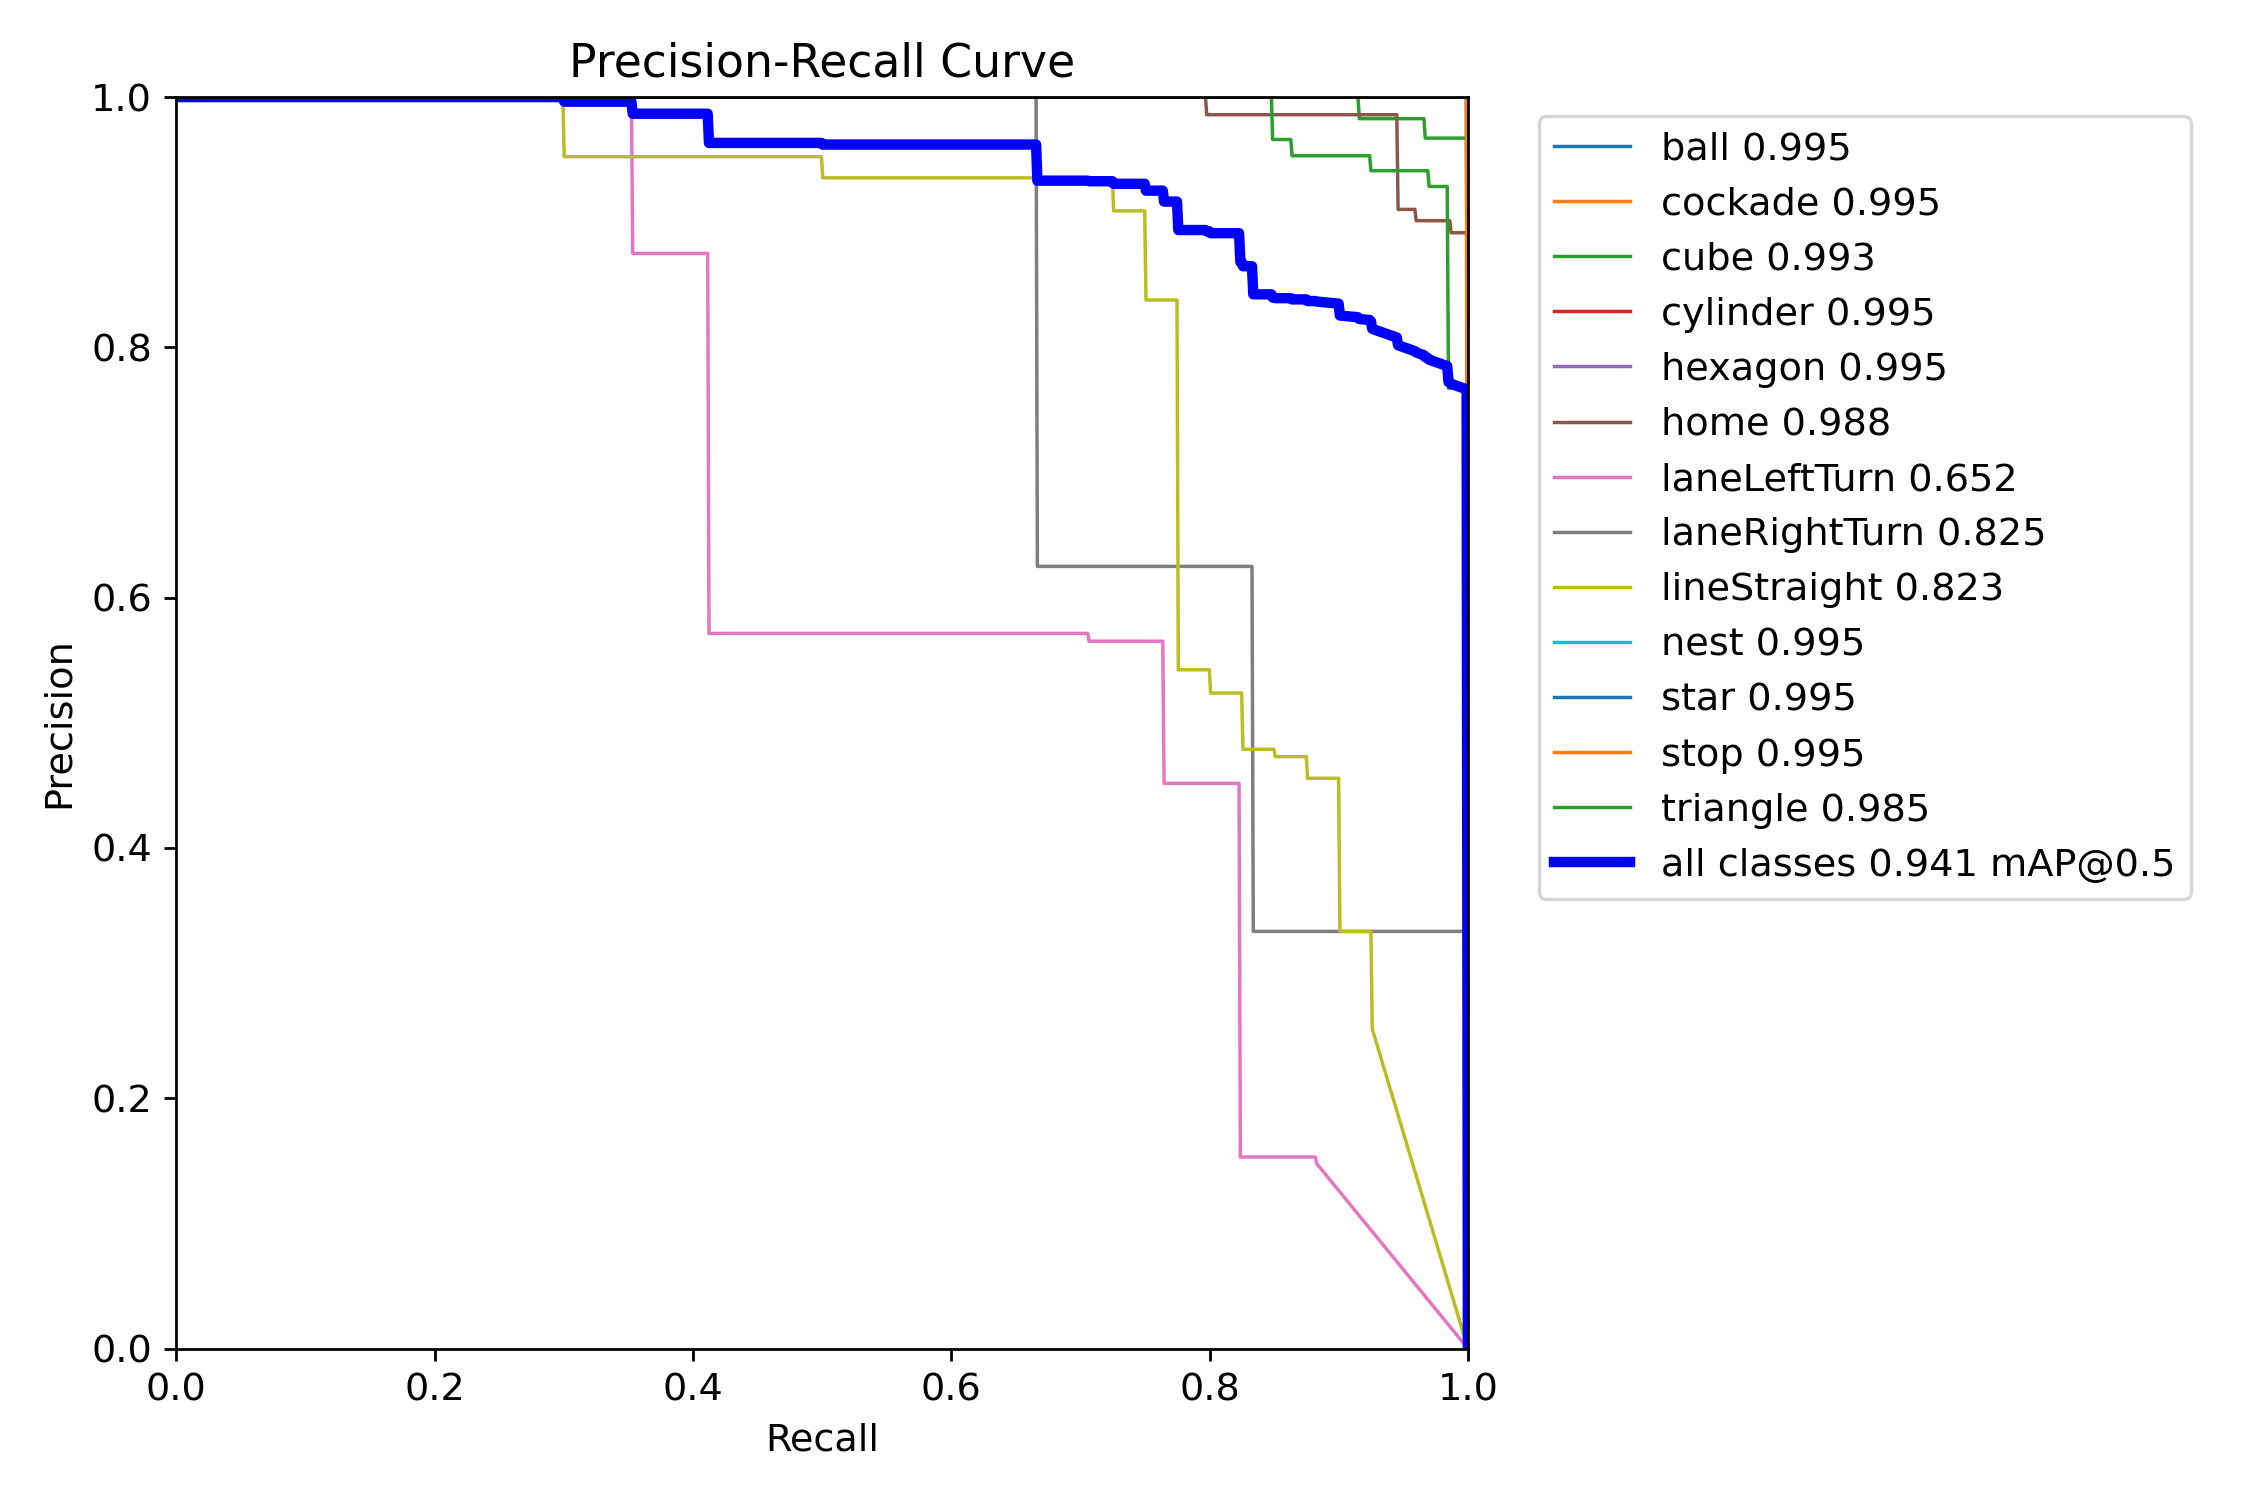 Precision-Recall Curve
1.0
0.8
0.6
0.4
0.2
0.0
Precision
0.0 0.2 0.4 0.6 0.8 1.0
Recall
ball 0.995
cockade 0.995
cube 0.993
cylinder 0.995
hexagon 0.995
home 0.988
laneLeftTurn 0.652
laneRightTurn 0.825
lineStraight 0.823
nest 0.995
star 0.995
stop 0.995
triangle 0.985
all classes 0.941 mAP@0.5